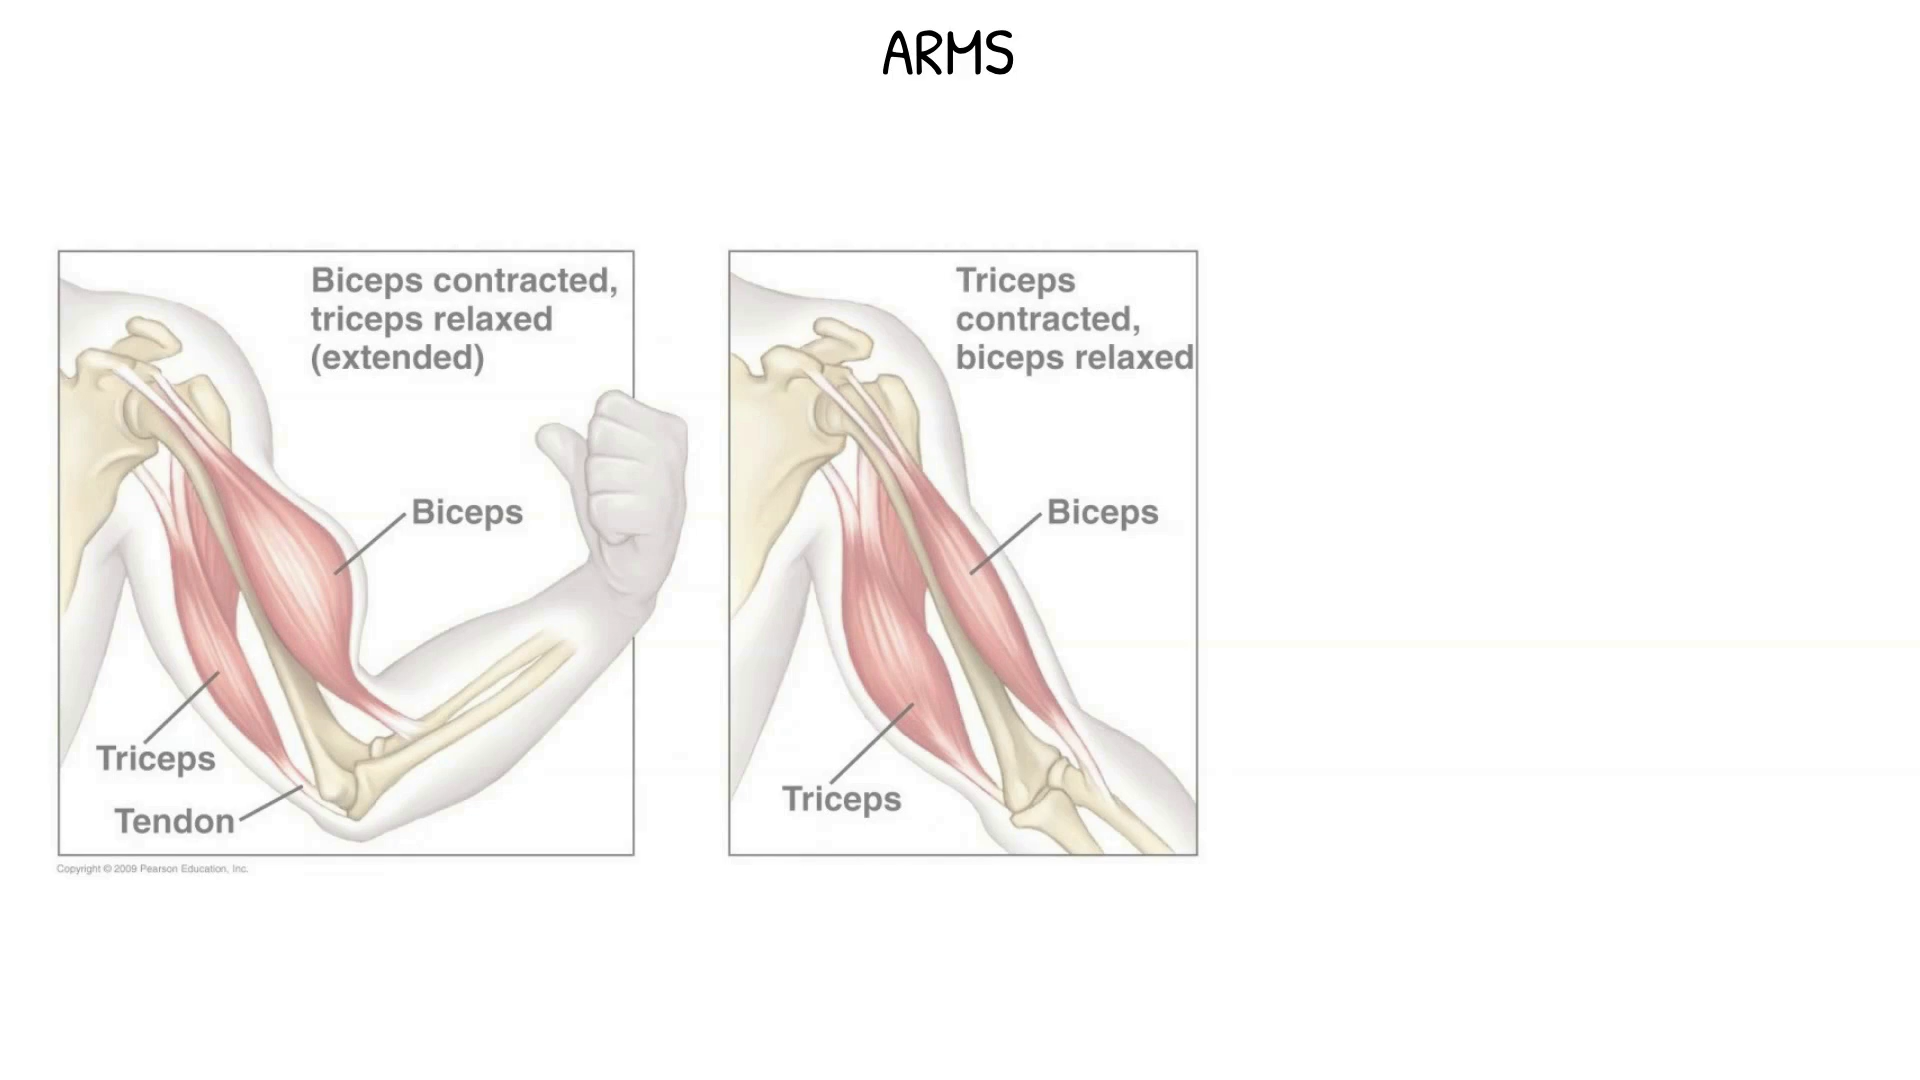 ARMS
Biceps contracted,
triceps relaxed
(extended)
Biceps
Triceps
Tendon
Copyright © 2009 Pearson Education, Inc.
Triceps
contracted,
biceps relaxed
Biceps
Triceps